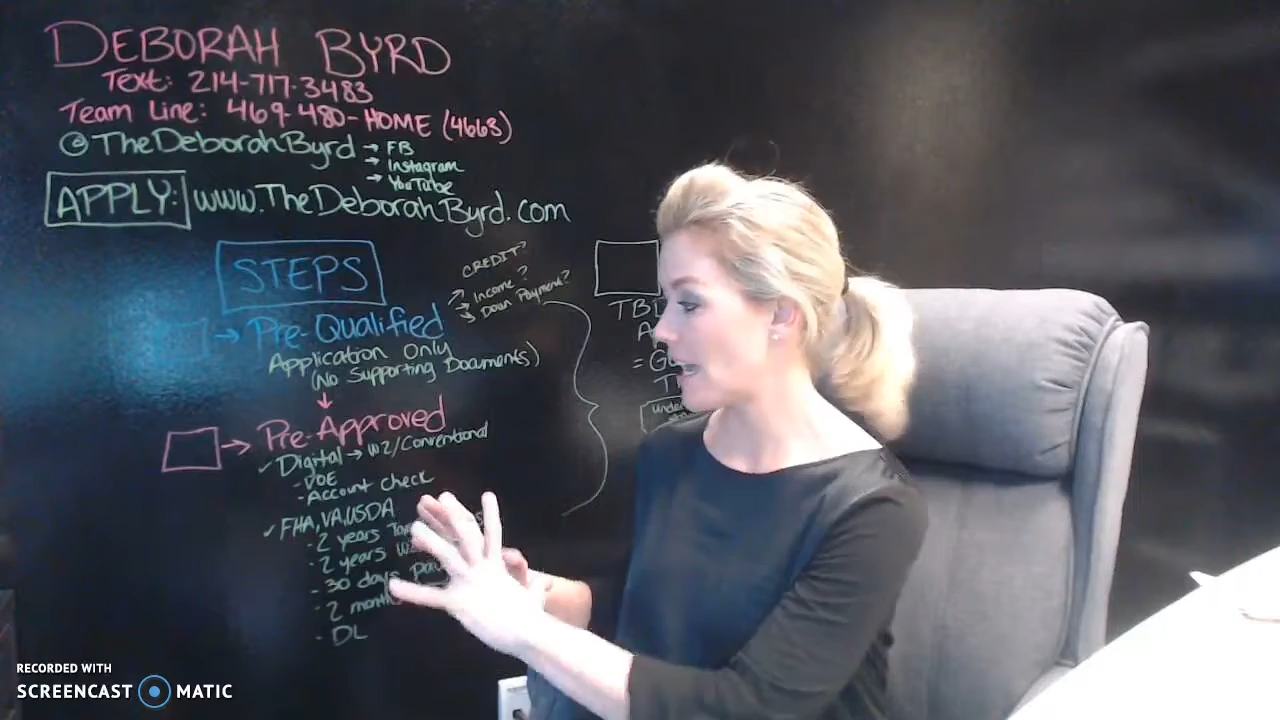 DEBORAH BYRD
Text: 214-717-3483
Team Line: 469-480-HOME (4663)
@TheDeborahByrd → FB
→ Instagram
→ YouTube
APPLY: www.TheDeborahByrd.com
STEPS
CREDIT?
Income?
Down Payment?
→ Pre-Qualified
Application Only
(No Supporting Documents)
→ Pre-Approved
✓ Digital → W2/Conventional
- VOE
- Account Check
✓ FHA, VA, USDA
- 2 years
- 2 years
- 30 days
- 2
- DL
TBD
RECORDED WITH
SCREENCAST MATIC